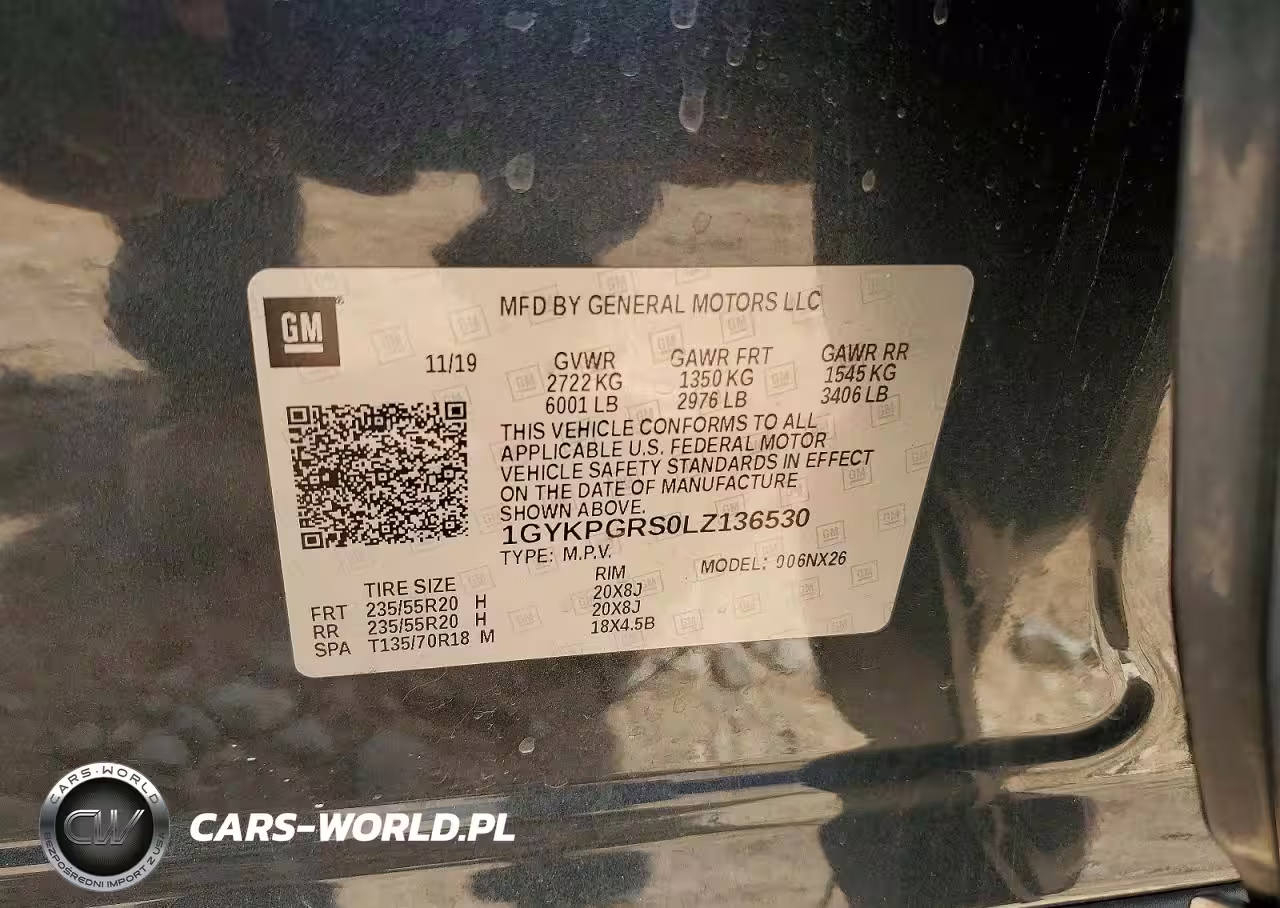 GM
MFD BY GENERAL MOTORS LLC
11/19 GVWR GAWR FRT GAWR RR
2722 KG 1350 KG 1545 KG
6001 LB 2976 LB 3406 LB
THIS VEHICLE CONFORMS TO ALL
APPLICABLE U.S. FEDERAL MOTOR
VEHICLE SAFETY STANDARDS IN EFFECT
ON THE DATE OF MANUFACTURE
SHOWN ABOVE.
1GYKPGRS0LZ136530
TYPE: M.P.V. MODEL: 006NX26
TIRE SIZE RIM
FRT 235/55R20 H 20X8J
RR 235/55R20 H 20X8J
SPA T135/70R18 M 18X4.5B
CARS-WORLD
CW
BEZPOŚREDNI IMPORT Z USA
CARS-WORLD.PL